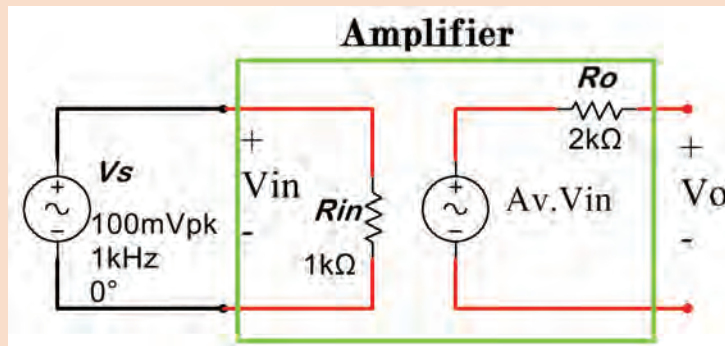 Amplifier
Ro
2kΩ
+
Vs
100mVpk
1kHz
0°
+
Vin
-
Rin
1kΩ
+
Av.Vin
-
+
Vo
-